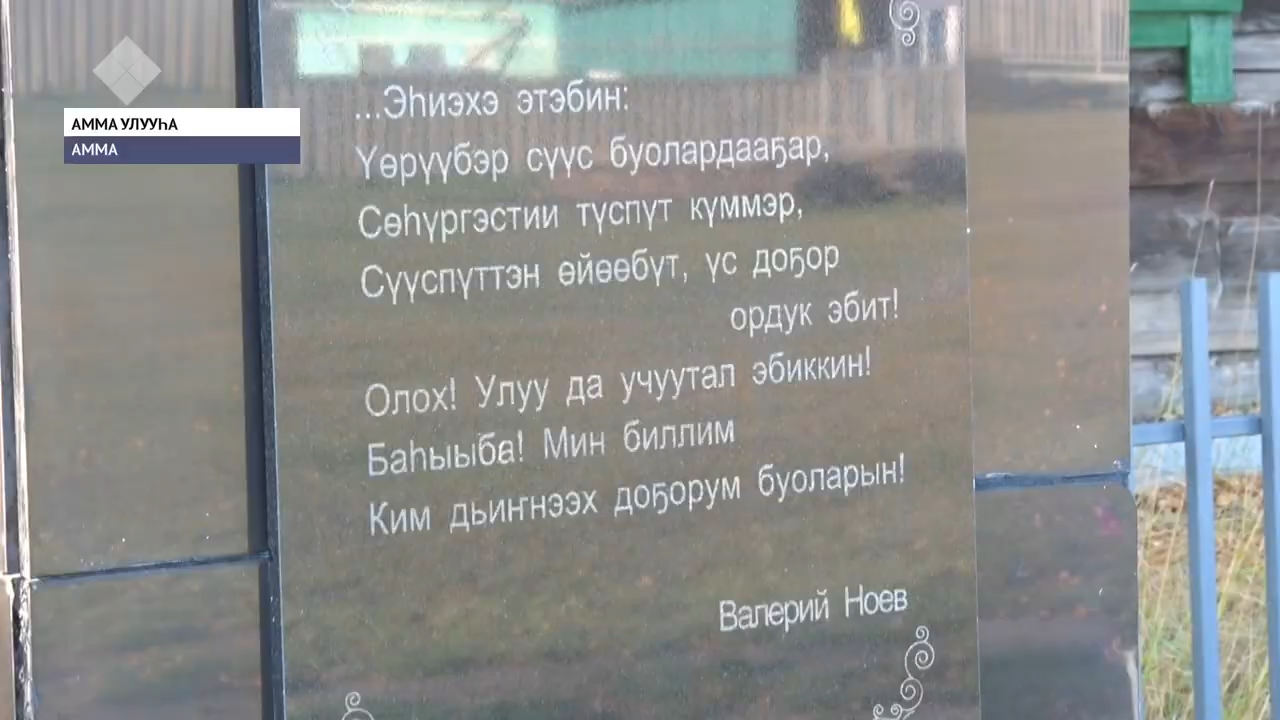 АММА УЛУУҺА
АММА
...Эһиэхэ этэбин:
Үөрүүбэр сүүс буолардааҕар,
Сөһүргэстии түспүт күммэр,
Сүүспүттэн өйөөбүт, үс доҕор
ордук эбит!
Олох! Улуу да учуутал эбиккин!
Баһыыба! Мин биллим
Ким дьиҥнээх доҕорум буоларын!
Валерий Ноев